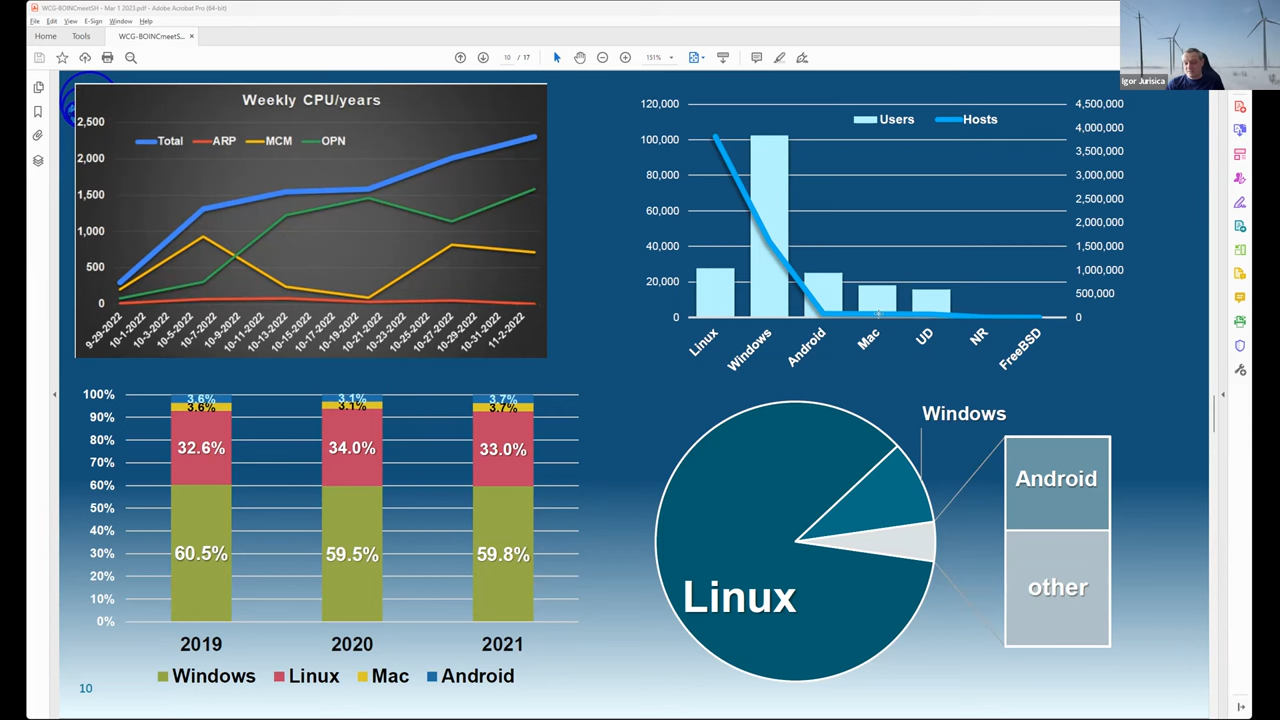 WCG-BOINCmeetSH - Mar 1 2023.pdf - Adobe Acrobat Pro (64-bit)
File Edit View E-Sign Window Help
Home Tools WCG-BOINCmeetS... ×
10 / 17 151%
Igor Jurisica
Weekly CPU/years
2,500
2,000
1,500
1,000
500
0
Total ARP MCM OPN
9-29-2022
10-1-2022
10-3-2022
10-5-2022
10-7-2022
10-9-2022
10-11-2022
10-13-2022
10-15-2022
10-17-2022
10-19-2022
10-21-2022
10-23-2022
10-25-2022
10-27-2022
10-29-2022
10-31-2022
11-2-2022
120,000
100,000
80,000
60,000
40,000
20,000
0
Users Hosts
4,500,000
4,000,000
3,500,000
3,000,000
2,500,000
2,000,000
1,500,000
1,000,000
500,000
0
Linux
Windows
Android
Mac
UD
NR
FreeBSD
100%
90%
80%
70%
60%
50%
40%
30%
20%
10%
0%
3.6% 3.1% 3.7%
3.6% 3.1% 3.7%
32.6% 34.0% 33.0%
60.5% 59.5% 59.8%
2019 2020 2021
Windows Linux Mac Android
Windows
Linux
Android
other
10